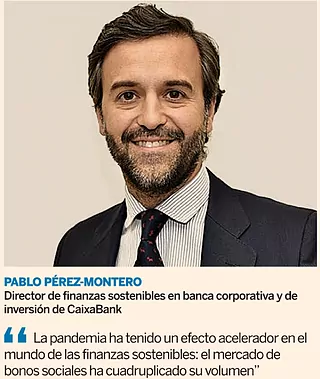 PABLO PÉREZ-MONTERO
Director de finanzas sostenibles en banca corporativa y de
inversión de CaixaBank
“ La pandemia ha tenido un efecto acelerador en el
mundo de las finanzas sostenibles: el mercado de
bonos sociales ha cuadruplicado su volumen”